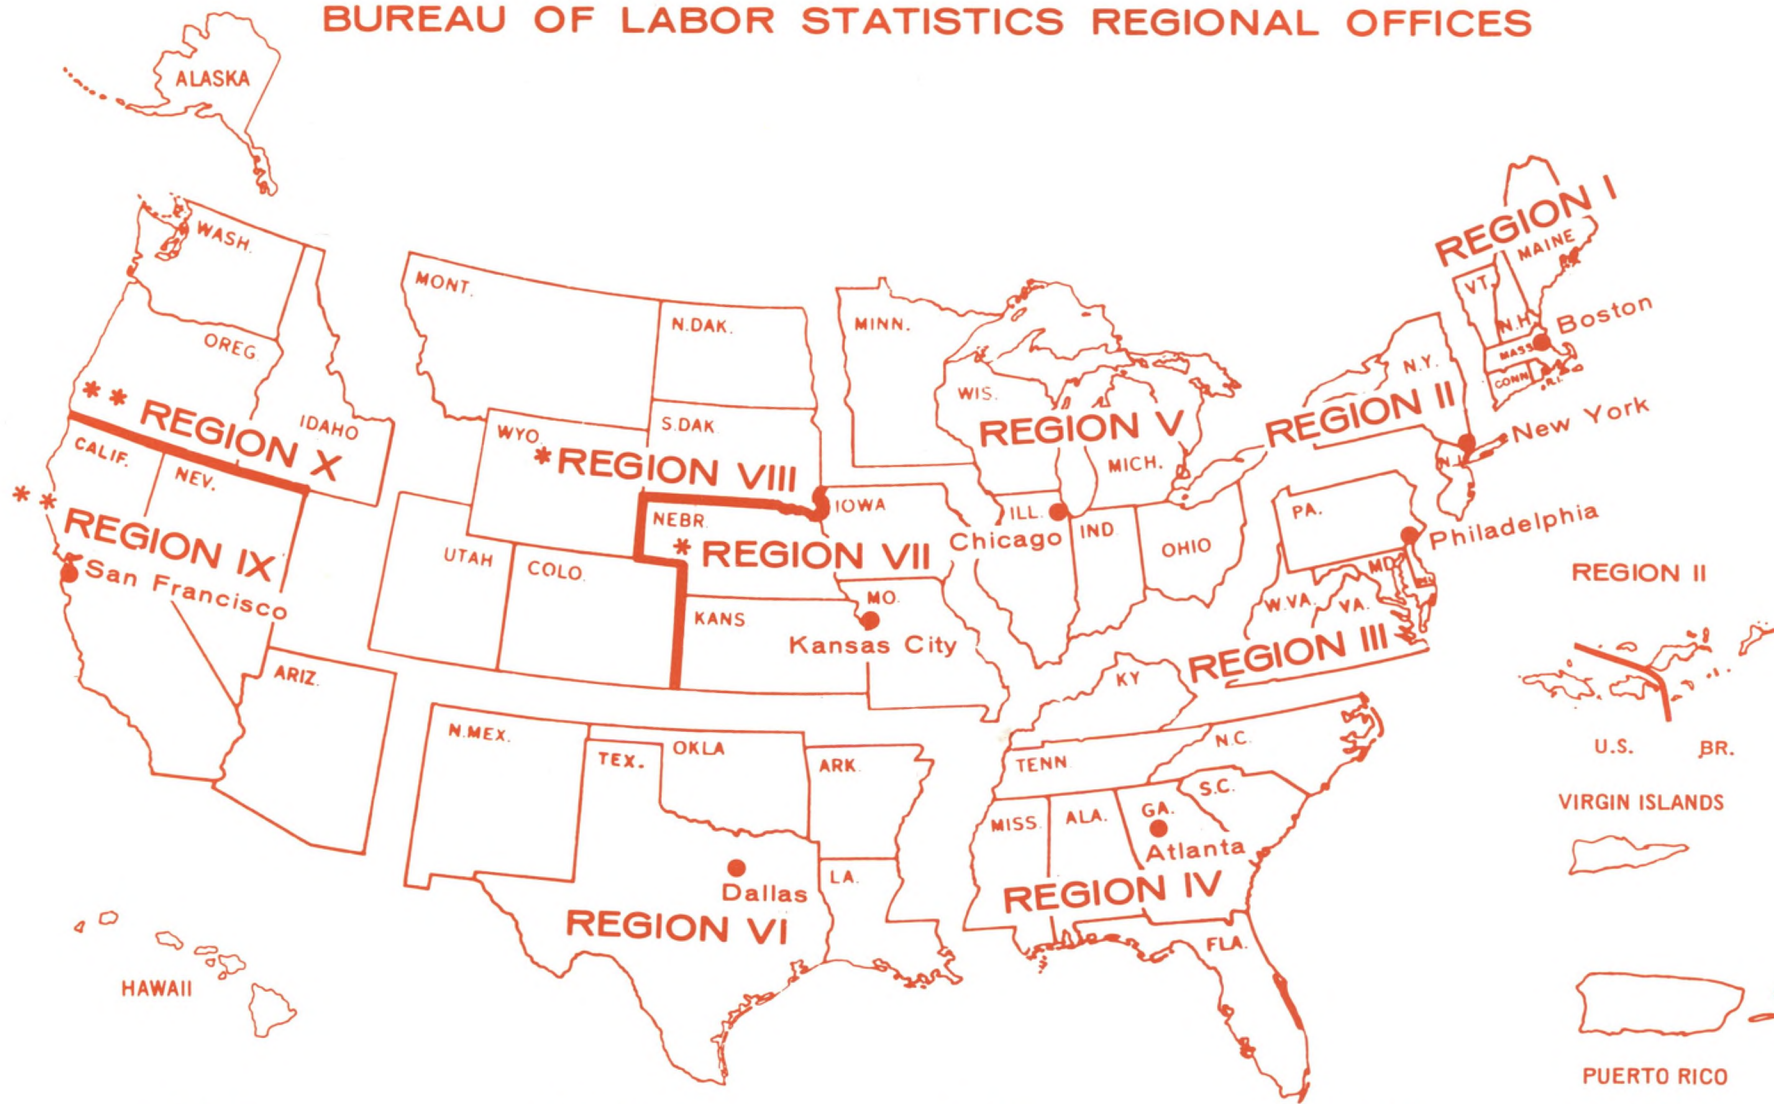 BUREAU OF LABOR STATISTICS REGIONAL OFFICES
ALASKA
WASH.
OREG.
IDAHO
* * REGION X
CALIF.
NEV.
* * REGION IX
San Francisco
MONT.
N.DAK.
S.DAK.
WYO.
* REGION VIII
NEBR.
IOWA
* REGION VII
UTAH
COLO.
KANS
MO.
Kansas City
ARIZ.
N.MEX.
TEX.
OKLA
ARK.
LA.
Dallas
REGION VI
HAWAII
MINN.
WIS.
REGION V
MICH.
ILL.
Chicago
IND.
OHIO
KY
TENN
N.C.
S.C.
MISS.
ALA.
GA.
Atlanta
REGION IV
FLA.
REGION I
MAINE
VT.
N.H.
Boston
MASS
CONN
R.I.
N.Y.
REGION II
New York
N.J.
PA.
Philadelphia
MD.
DEL
W.VA.
VA.
REGION III
REGION II
U.S. BR.
VIRGIN ISLANDS
PUERTO RICO